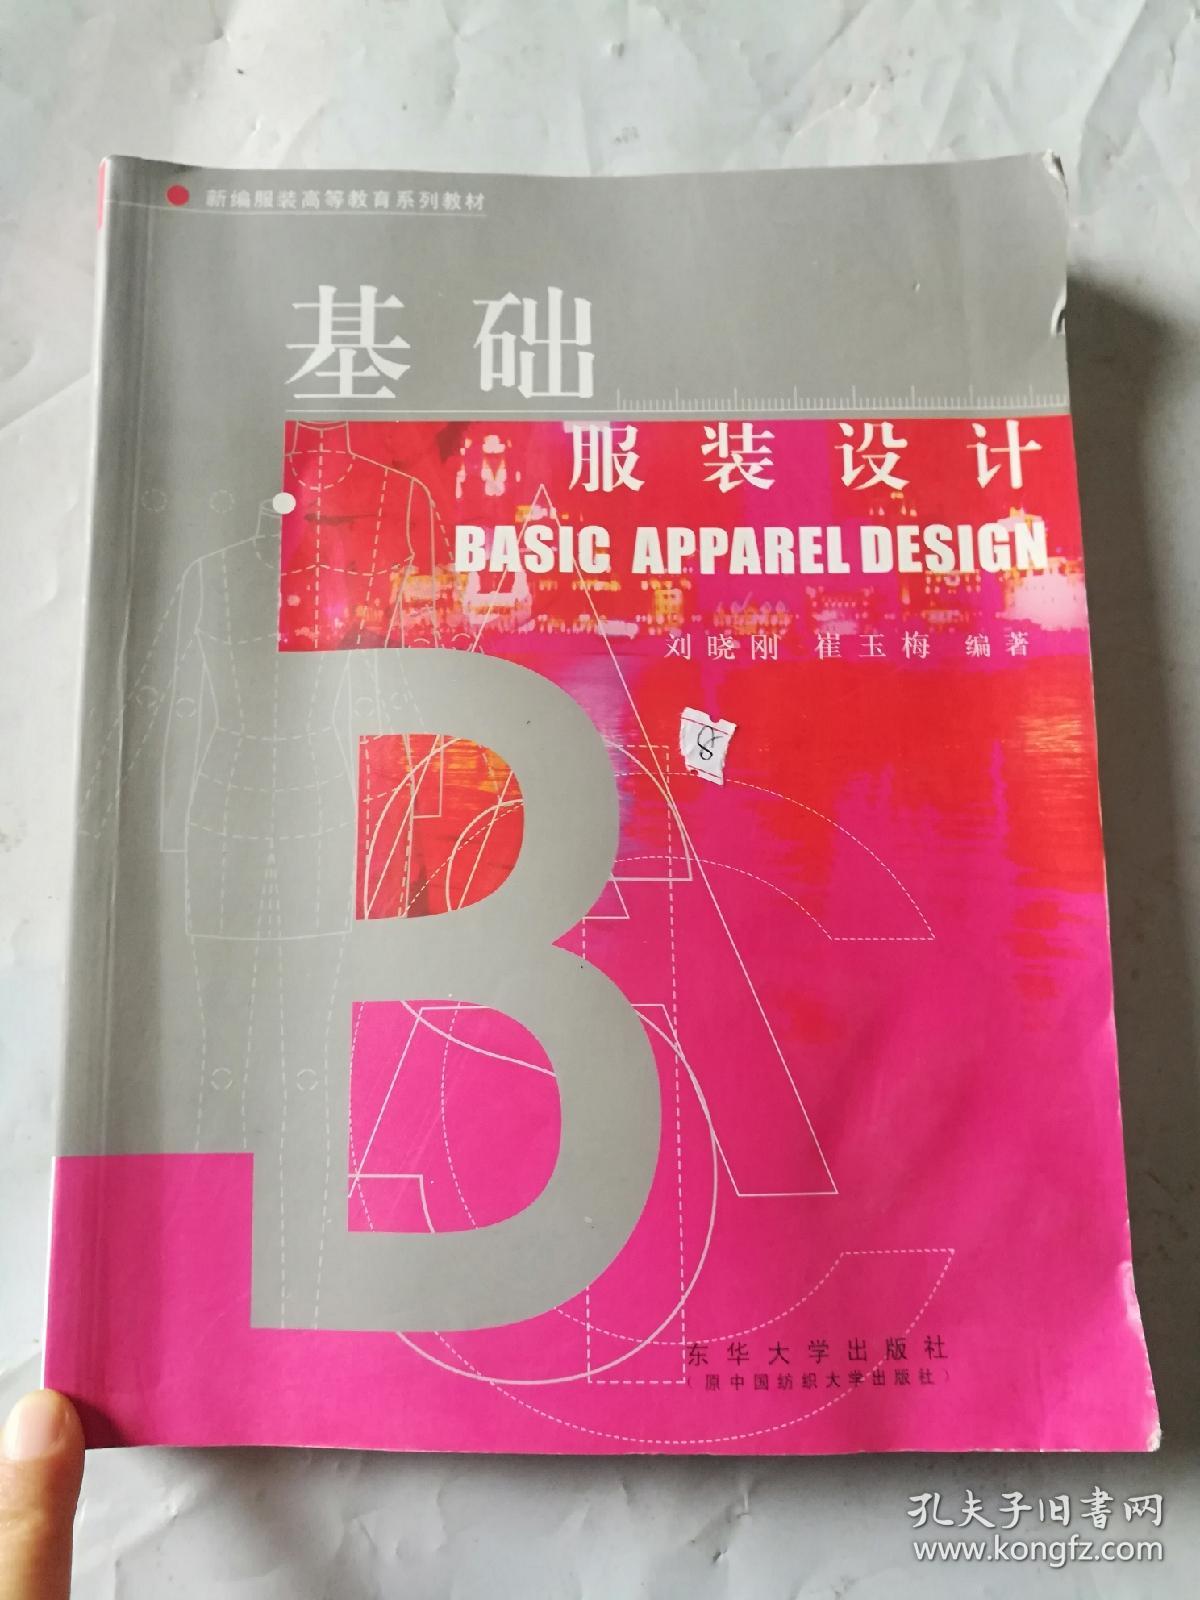 新编服装高等教育系列教材
基础
服装设计
BASIC APPAREL DESIGN
刘晓刚 崔玉梅 编著
8
东华大学出版社
(原中国纺织大学出版社)
孔夫子旧书网
www.kongfz.com